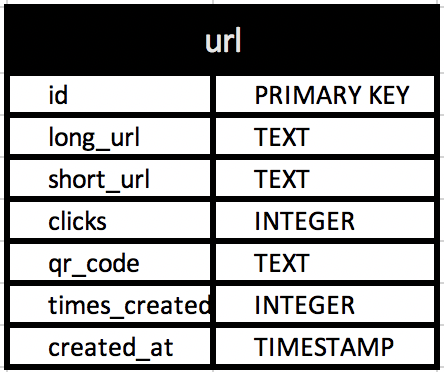 url
id PRIMARY KEY
long_url TEXT
short_url TEXT
clicks INTEGER
qr_code TEXT
times_created INTEGER
created_at TIMESTAMP